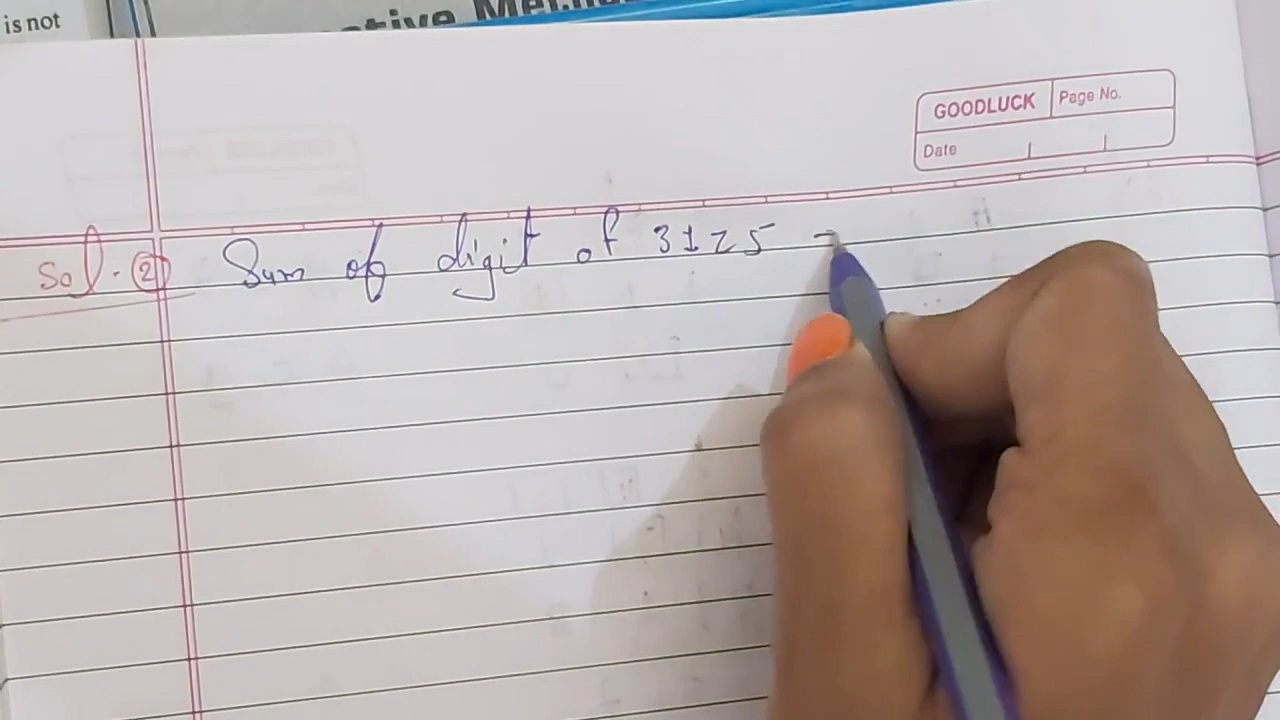 is not
GOODLUCK Page No.
Date
Sol. ② Sum of digit of 3125 -